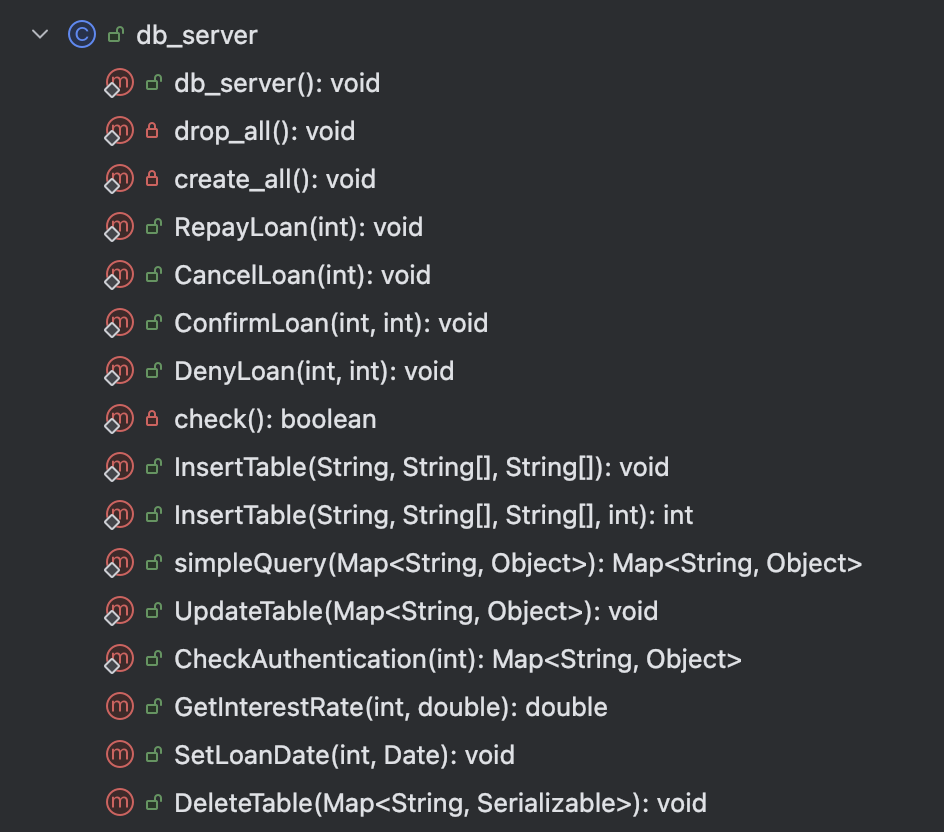 db_server
db_server(): void
drop_all(): void
create_all(): void
RepayLoan(int): void
CancelLoan(int): void
ConfirmLoan(int, int): void
DenyLoan(int, int): void
check(): boolean
InsertTable(String, String[], String[]): void
InsertTable(String, String[], String[], int): int
simpleQuery(Map<String, Object>): Map<String, Object>
UpdateTable(Map<String, Object>): void
CheckAuthentication(int): Map<String, Object>
GetInterestRate(int, double): double
SetLoanDate(int, Date): void
DeleteTable(Map<String, Serializable>): void